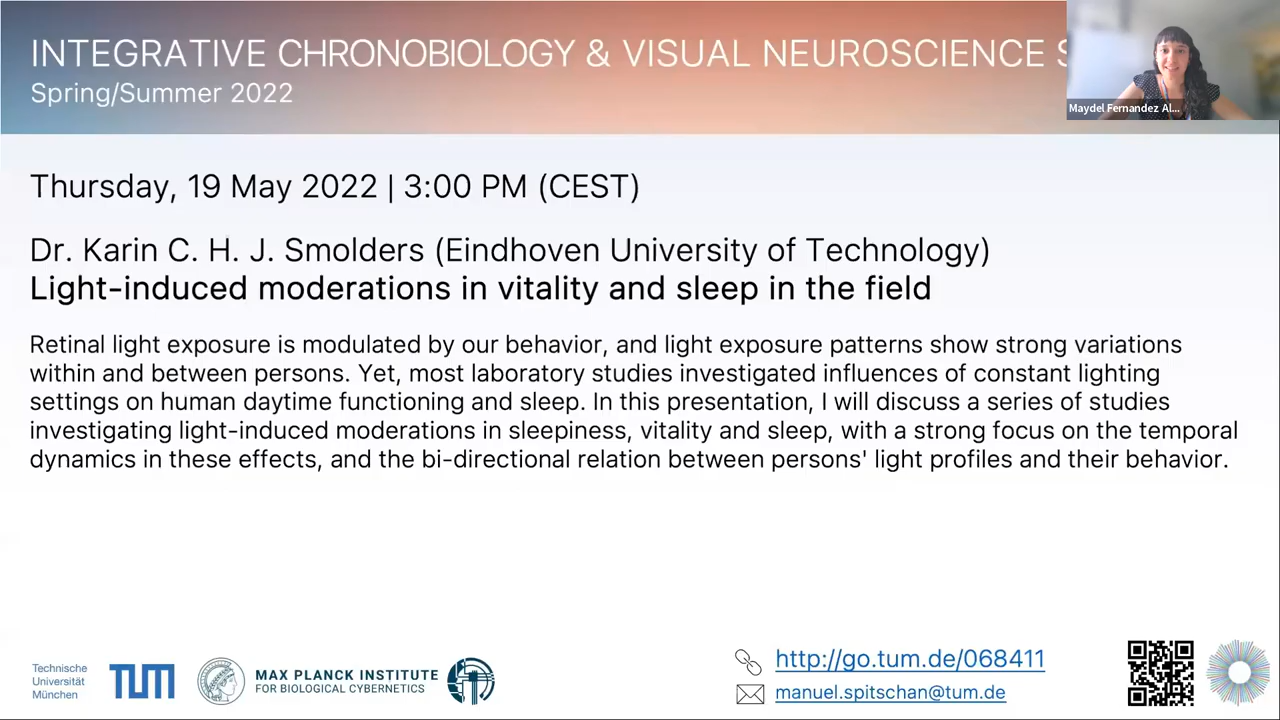 INTEGRATIVE CHRONOBIOLOGY & VISUAL NEUROSCIENCE S
Spring/Summer 2022
Maydel Fernandez Al...
Thursday, 19 May 2022 | 3:00 PM (CEST)
Dr. Karin C. H. J. Smolders (Eindhoven University of Technology)
Light-induced moderations in vitality and sleep in the field
Retinal light exposure is modulated by our behavior, and light exposure patterns show strong variations
within and between persons. Yet, most laboratory studies investigated influences of constant lighting
settings on human daytime functioning and sleep. In this presentation, I will discuss a series of studies
investigating light-induced moderations in sleepiness, vitality and sleep, with a strong focus on the temporal
dynamics in these effects, and the bi-directional relation between persons' light profiles and their behavior.
Technische
Universität
München
TUM
MAX PLANCK INSTITUTE
FOR BIOLOGICAL CYBERNETICS
http://go.tum.de/068411
manuel.spitschan@tum.de